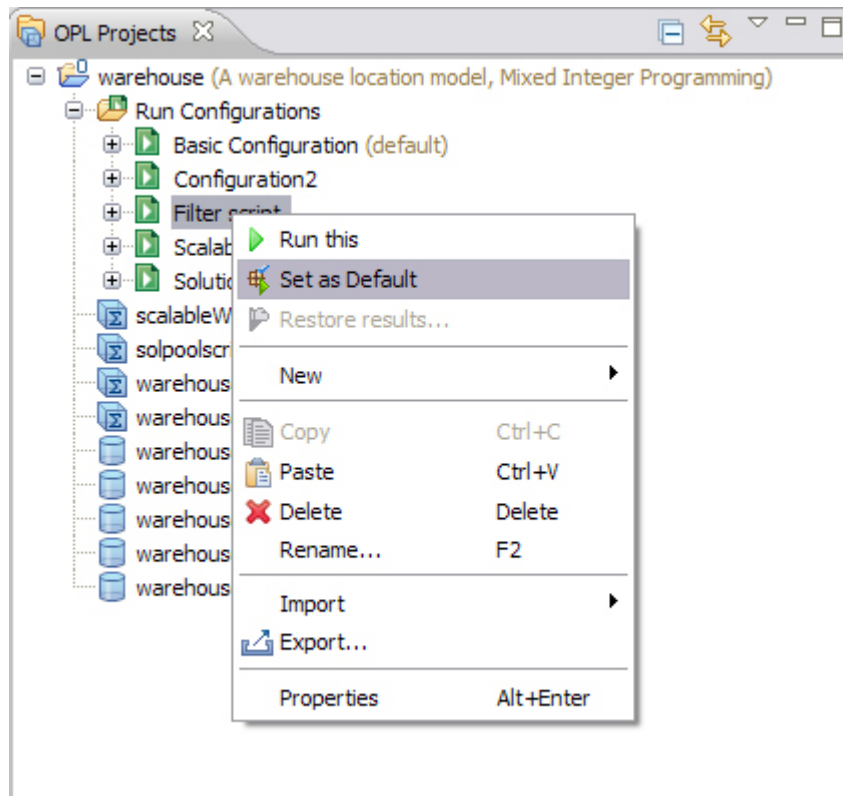 OPL Projects
warehouse (A warehouse location model, Mixed Integer Programming)
Run Configurations
Basic Configuration (default)
Configuration2
Filter script
Run this
Set as Default
Restore results...
New
Copy Ctrl+C
Paste Ctrl+V
Delete Delete
Rename... F2
Import
Export...
Properties Alt+Enter